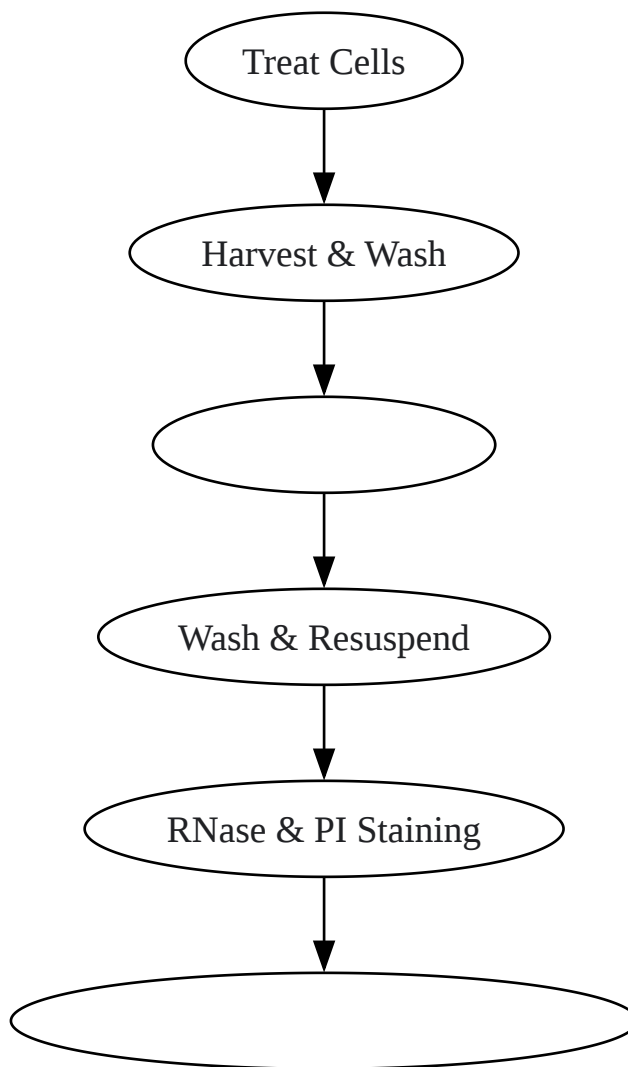 Treat Cells
Harvest & Wash
Wash & Resuspend
RNase & PI Staining